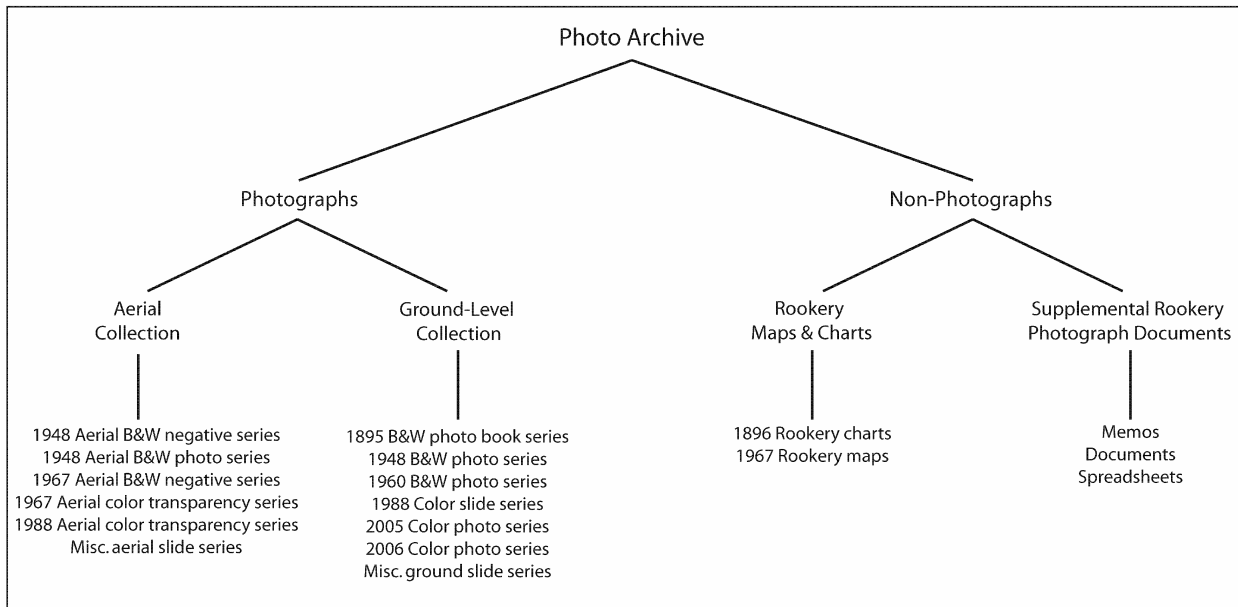 Photo Archive
Photographs
Non-Photographs
Aerial
Collection
Ground-Level
Collection
Rookery
Maps & Charts
Supplemental Rookery
Photograph Documents
1948 Aerial B&W negative series
1948 Aerial B&W photo series
1967 Aerial B&W negative series
1967 Aerial color transparency series
1988 Aerial color transparency series
Misc. aerial slide series
1895 B&W photo book series
1948 B&W photo series
1960 B&W photo series
1988 Color slide series
2005 Color photo series
2006 Color photo series
Misc. ground slide series
1896 Rookery charts
1967 Rookery maps
Memos
Documents
Spreadsheets